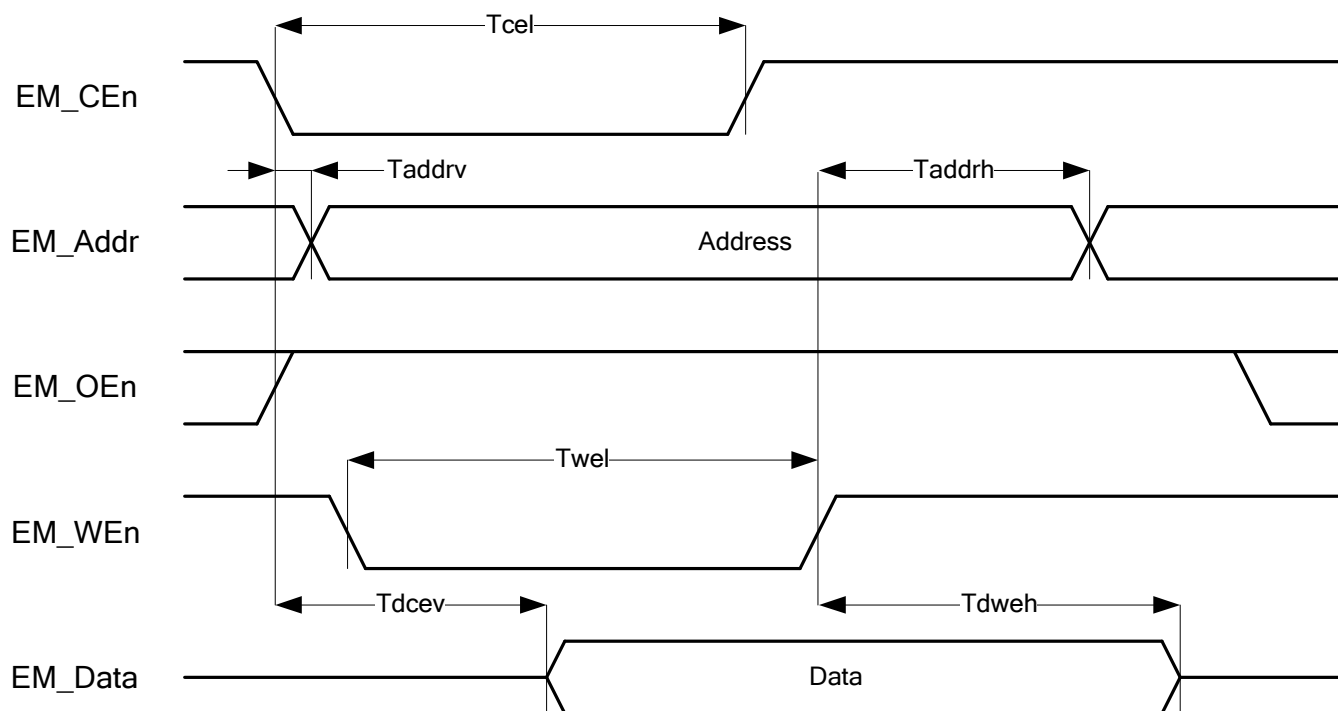 Tcel
EM_CEn
Taddrv
Taddrh
EM_Addr
Address
EM_OEn
Twel
EM_WEn
Tdcev
Tdweh
EM_Data
Data